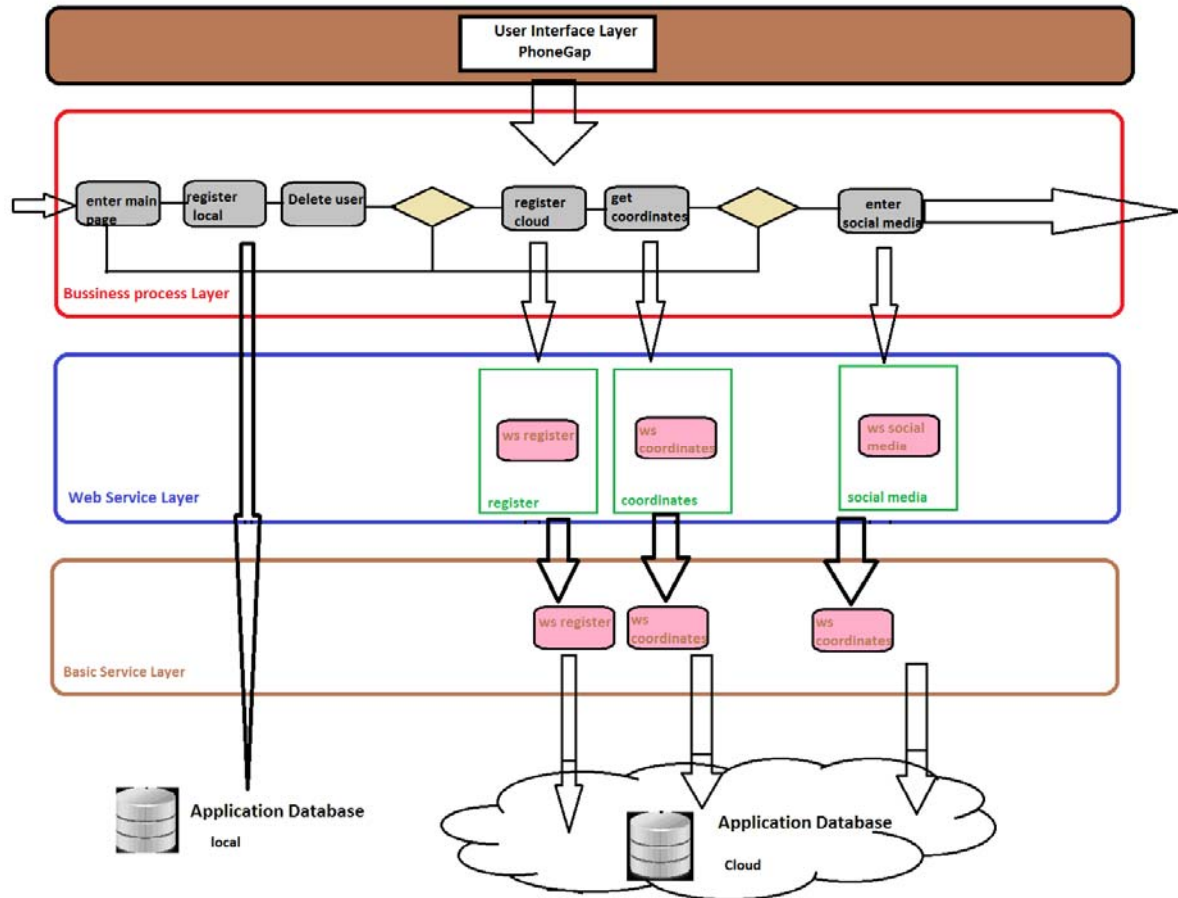 User Interface Layer
PhoneGap
enter main
page
register
local
Delete user
register
cloud
get
coordinates
enter
social media
Bussiness process Layer
ws register
ws
coordinates
ws social
media
register
coordinates
social media
Web Service Layer
ws register
ws
coordinates
ws
coordinates
Basic Service Layer
Application Database
local
Application Database
Cloud